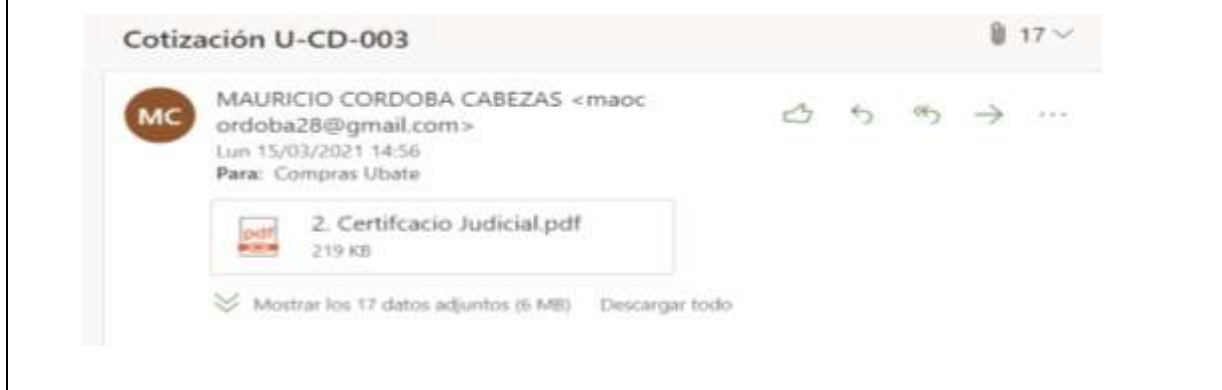 Cotización U-CD-003
17
MC
MAURICIO CORDOBA CABEZAS <maoc
ordoba28@gmail.com>
Lun 15/03/2021 14:56
Para: Compras Ubate
pdf
2. Certifcacio Judicial.pdf
219 KB
Mostrar los 17 datos adjuntos (6 MB) Descargar todo